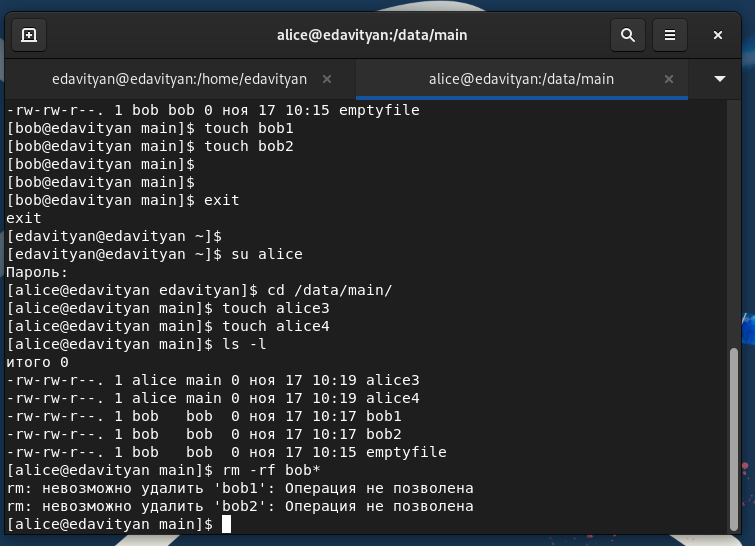 alice@edavityan:/data/main
edavityan@edavityan:/home/edavityan
alice@edavityan:/data/main
-rw-rw-r--. 1 bob bob 0 ноя 17 10:15 emptyfile
[bob@edavityan main]$ touch bob1
[bob@edavityan main]$ touch bob2
[bob@edavityan main]$
[bob@edavityan main]$
[bob@edavityan main]$ exit
exit
[edavityan@edavityan ~]$
[edavityan@edavityan ~]$ su alice
Пароль:
[alice@edavityan edavityan]$ cd /data/main/
[alice@edavityan main]$ touch alice3
[alice@edavityan main]$ touch alice4
[alice@edavityan main]$ ls -l
итого 0
-rw-rw-r--. 1 alice main 0 ноя 17 10:19 alice3
-rw-rw-r--. 1 alice main 0 ноя 17 10:19 alice4
-rw-rw-r--. 1 bob   bob  0 ноя 17 10:17 bob1
-rw-rw-r--. 1 bob   bob  0 ноя 17 10:17 bob2
-rw-rw-r--. 1 bob   bob  0 ноя 17 10:15 emptyfile
[alice@edavityan main]$ rm -rf bob*
rm: невозможно удалить 'bob1': Операция не позволена
rm: невозможно удалить 'bob2': Операция не позволена
[alice@edavityan main]$